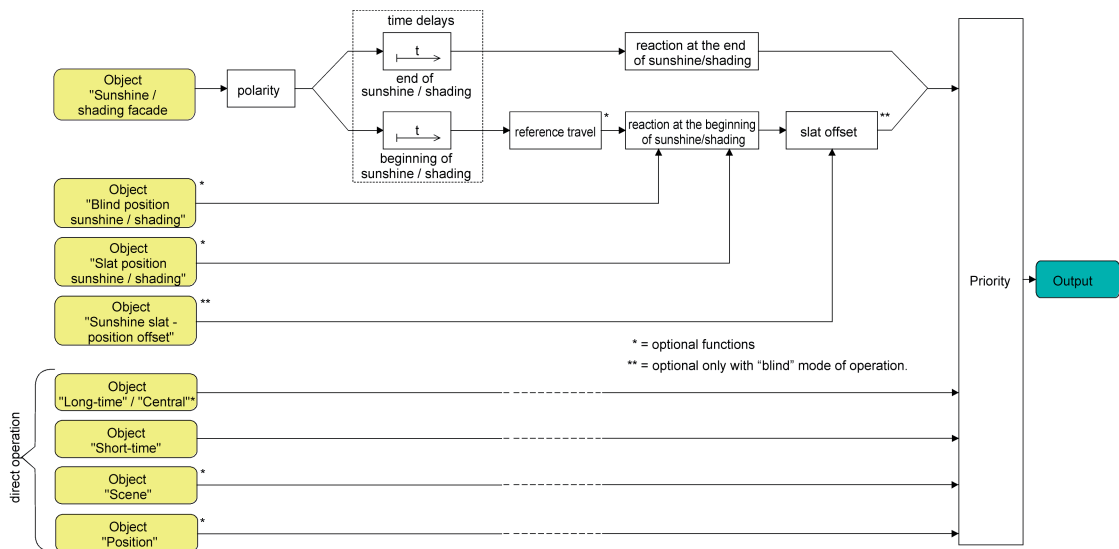 time delays
t
end of
sunshine / shading
reaction at the end
of sunshine/shading
Object
"Sunshine /
shading facade
polarity
t
beginning of
sunshine / shading
reference travel
*
reaction at the beginning
of sunshine/shading
slat offset
**
Object
"Blind position
sunshine / shading"
*
Object
"Slat position
sunshine / shading"
*
Object
"Sunshine slat -
position offset"
**
Priority
Output
* = optional functions
** = optional only with “blind” mode of operation.
direct operation
Object
"Long-time" / "Central"*
Object
"Short-time"
Object
"Scene"
*
Object
"Position"
*